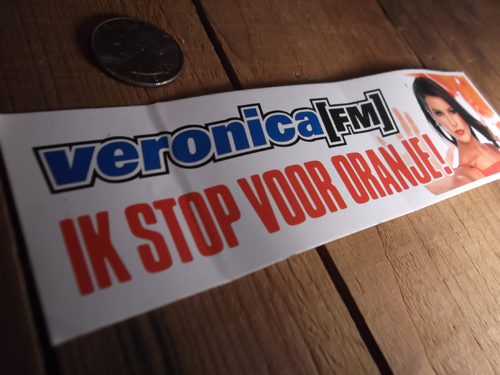 veronica[FM]
IK STOP VOOR ORANJE!